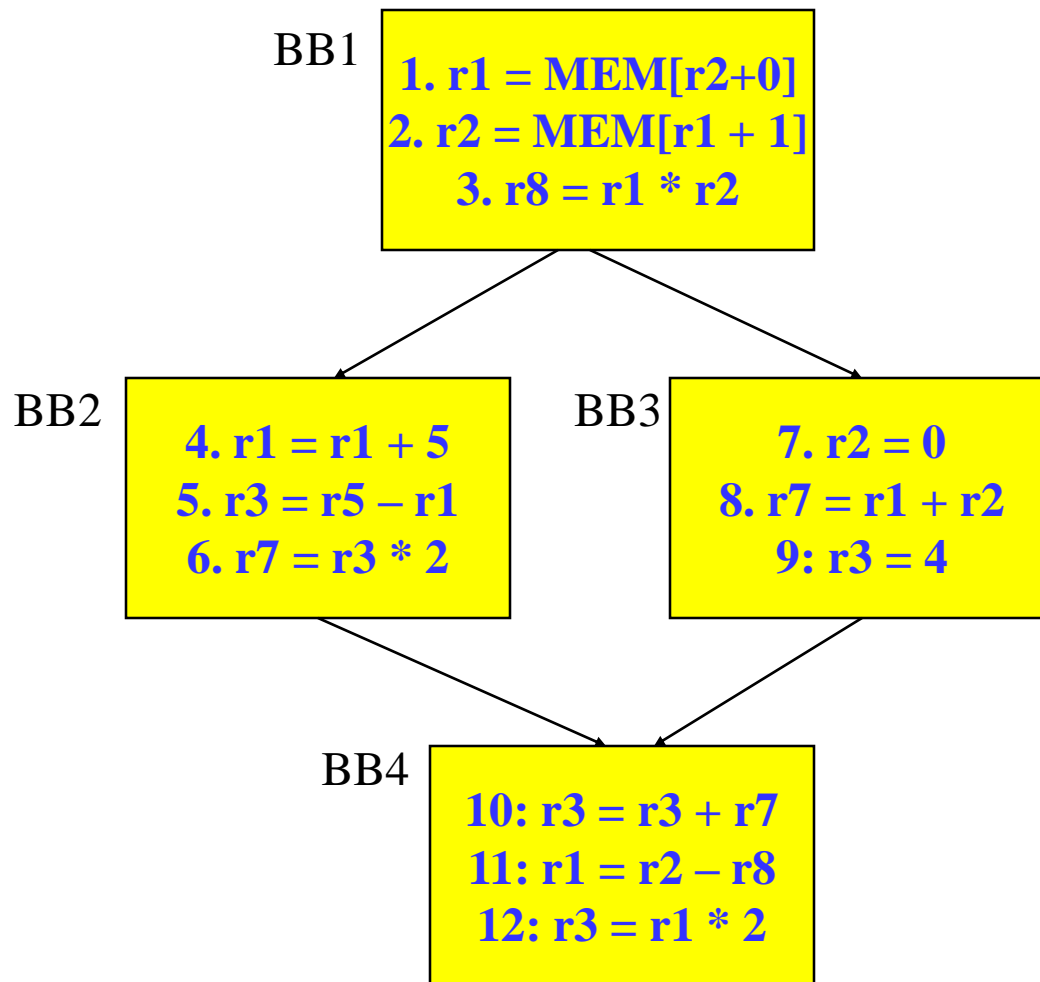 BB1
1. r1 = MEM[r2+0]
2. r2 = MEM[r1 + 1]
3. r8 = r1 * r2
BB2
4. r1 = r1 + 5
5. r3 = r5 – r1
6. r7 = r3 * 2
BB3
7. r2 = 0
8. r7 = r1 + r2
9: r3 = 4
BB4
10: r3 = r3 + r7
11: r1 = r2 – r8
12: r3 = r1 * 2